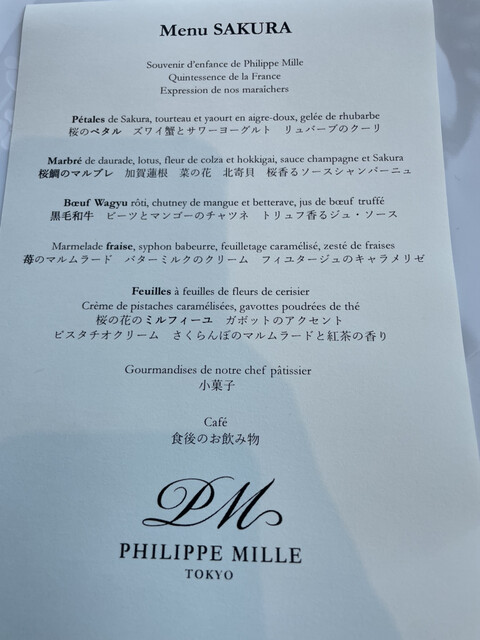 Menu SAKURA
Souvenir d'enfance de Philippe Mille
Quintessence de la France
Expression de nos maraîchers
Pétales de Sakura, tourteau et yaourt en aigre-doux, gelée de rhubarbe
桜のペタル　ズワイ蟹とサワーヨーグルト　リュバーブのクーリ
Marbré de daurade, lotus, fleur de colza et hokkigai, sauce champagne et Sakura
桜鯛のマルブレ　加賀蓮根　菜の花　北寄貝　桜香るソースシャンパーニュ
Bœuf Wagyu rôti, chutney de mangue et betterave, jus de bœuf truffé
黒毛和牛　ビーツとマンゴーのチャツネ　トリュフ香るジュ・ソース
Marmelade fraise, syphon babeurre, feuilletage caramélisé, zesté de fraises
苺のマルムラード　バターミルクのクリーム　フィユタージュのキャラメリゼ
Feuilles à feuilles de fleurs de cerisier
Crème de pistaches caramélisées, gavottes poudrées de thé
桜の花のミルフィーユ　ガボットのアクセント
ピスタチオクリーム　さくらんぼのマルムラードと紅茶の香り
Gourmandises de notre chef pâtissier
小菓子
Café
食後のお飲み物
PM
PHILIPPE MILLE
TOKYO